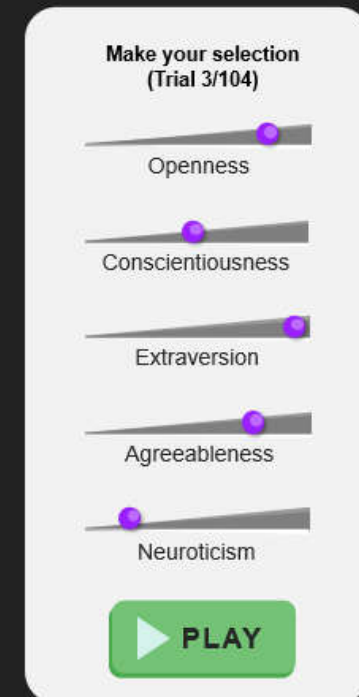 Make your selection
(Trial 3/104)
Openness
Conscientiousness
Extraversion
Agreeableness
Neuroticism
PLAY